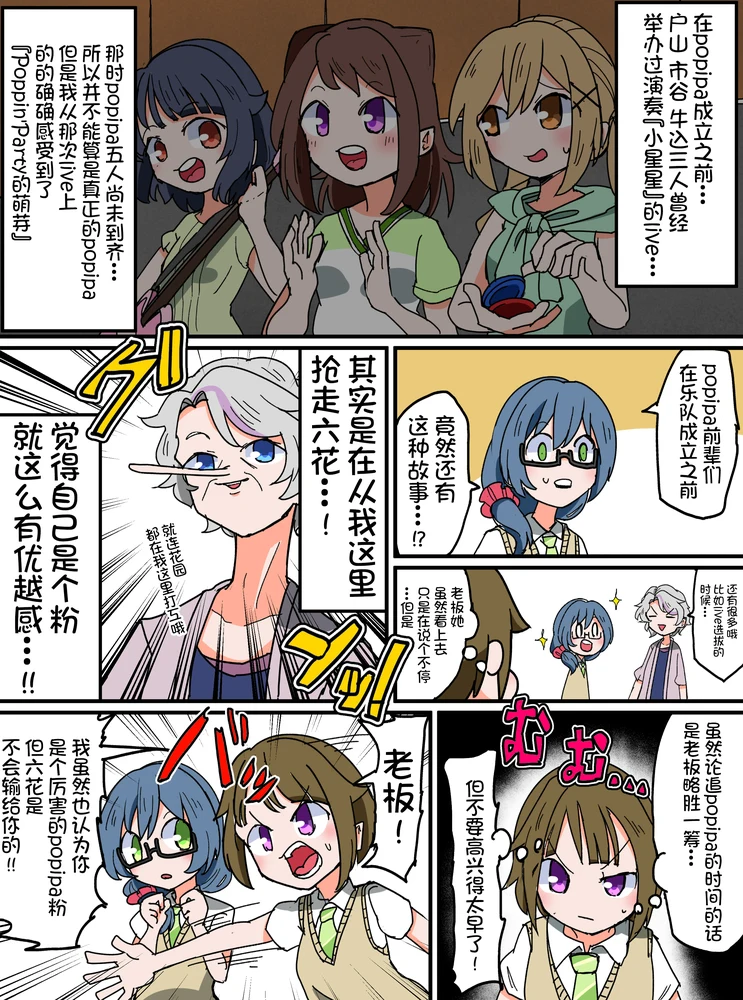 在popipa成立之前…
户山 市谷 牛込三人曾经
举办过演奏『小星星』的live…
那时popipa五人尚未到齐…
所以并不能算是真正的popipa
但是我从那次live上
的的确确感受到了
『Poppin'Party的萌芽』
popipa前辈们
在乐队成立之前
竟然还有
这种故事…!?
还有很多哦
比如live选拔的
时候…
老板她
虽然看上去
只是在说个不停
…但是
其实是在从我这里
抢走六花…!
就连花园
都在我这里打工哦
觉得自己是个粉
就这么有优越感…!!
グヌンッ!
虽然论追popipa的时间的话
是老板略胜一筹…
むむ…
但不要高兴得太早了!
老板!
バッ
我虽然也认为你
是个厉害的popipa粉
但六花是
不会输给你的!!